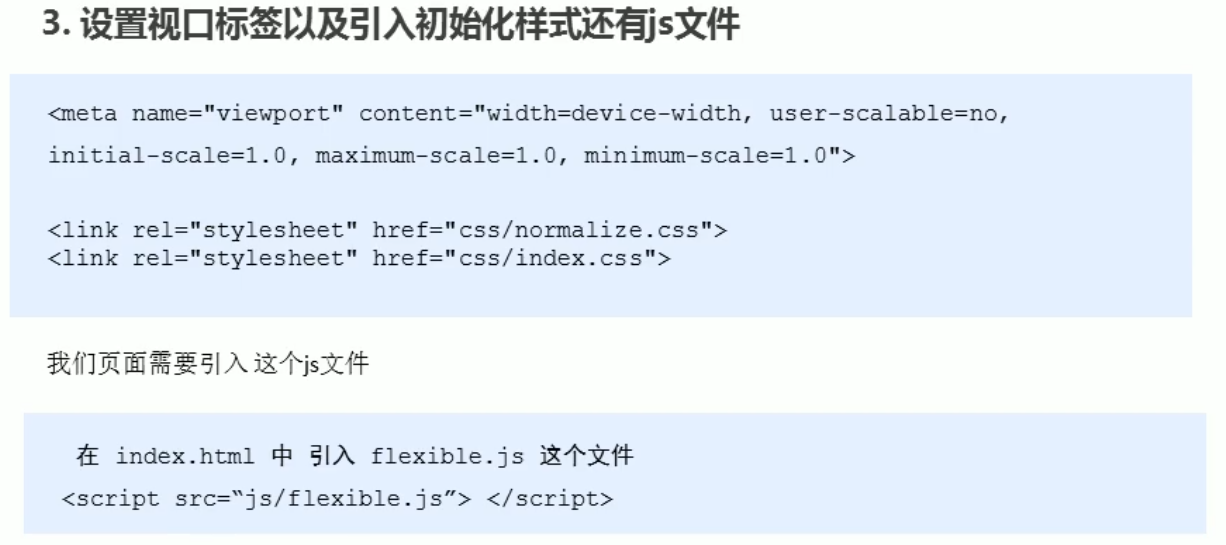 3. 设置视口标签以及引入初始化样式还有js文件
<meta name="viewport" content="width=device-width, user-scalable=no,
initial-scale=1.0, maximum-scale=1.0, minimum-scale=1.0">
<link rel="stylesheet" href="css/normalize.css">
<link rel="stylesheet" href="css/index.css">
我们页面需要引入 这个js文件
在 index.html 中 引入 flexible.js 这个文件
<script src=“js/flexible.js”> </script>